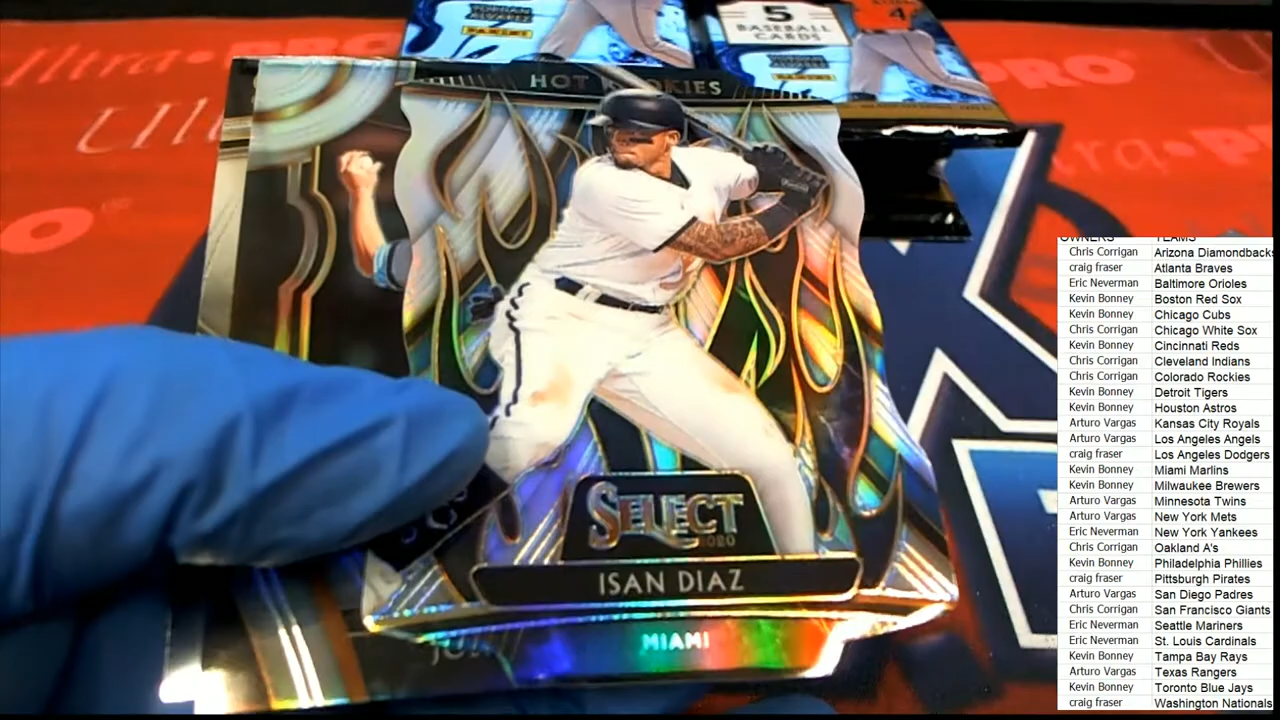 5
BASEBALL
CARDS
4
PANINI
PANINI
Ultra PRO
PRO
HOT ROOKIES
SELECT
2020
ISAN DIAZ
MIAMI
OWNERS TEAMS
Chris Corrigan Arizona Diamondbacks
craig fraser Atlanta Braves
Eric Neverman Baltimore Orioles
Kevin Bonney Boston Red Sox
Kevin Bonney Chicago Cubs
Chris Corrigan Chicago White Sox
Kevin Bonney Cincinnati Reds
Chris Corrigan Cleveland Indians
Chris Corrigan Colorado Rockies
Kevin Bonney Detroit Tigers
Kevin Bonney Houston Astros
Arturo Vargas Kansas City Royals
Arturo Vargas Los Angeles Angels
craig fraser Los Angeles Dodgers
Kevin Bonney Miami Marlins
Kevin Bonney Milwaukee Brewers
Arturo Vargas Minnesota Twins
Arturo Vargas New York Mets
Eric Neverman New York Yankees
Chris Corrigan Oakland A's
Kevin Bonney Philadelphia Phillies
craig fraser Pittsburgh Pirates
Arturo Vargas San Diego Padres
Chris Corrigan San Francisco Giants
Eric Neverman Seattle Mariners
Eric Neverman St. Louis Cardinals
Kevin Bonney Tampa Bay Rays
Arturo Vargas Texas Rangers
Kevin Bonney Toronto Blue Jays
craig fraser Washington Nationals